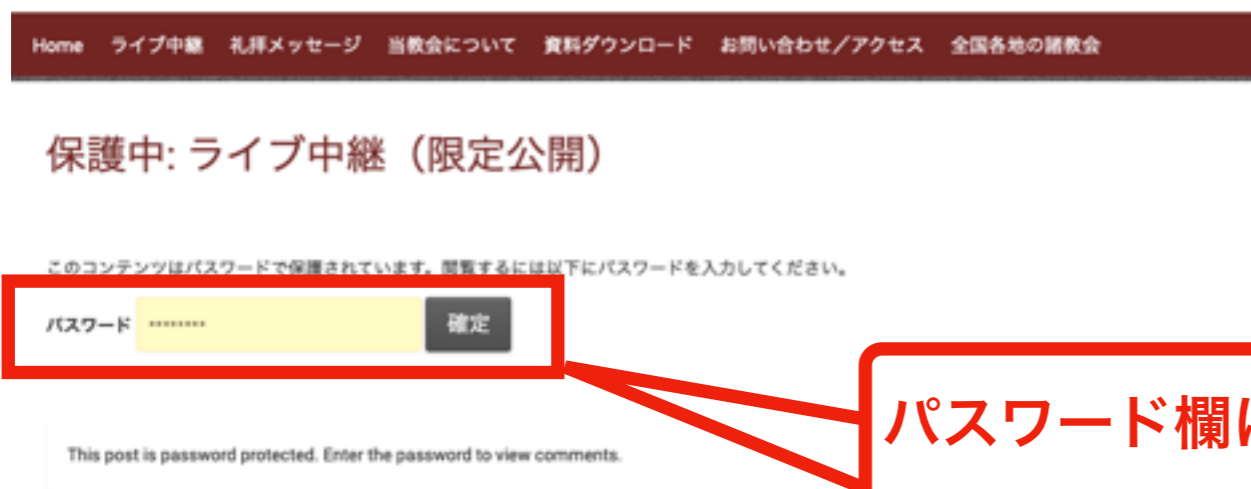 Home ライブ中継 礼拝メッセージ 当教会について 資料ダウンロード お問い合わせ／アクセス 全国各地の諸教会
保護中: ライブ中継（限定公開）
このコンテンツはパスワードで保護されています。閲覧するには以下にパスワードを入力してください。
パスワード ******** 確定
パスワード欄に
This post is password protected. Enter the password to view comments.